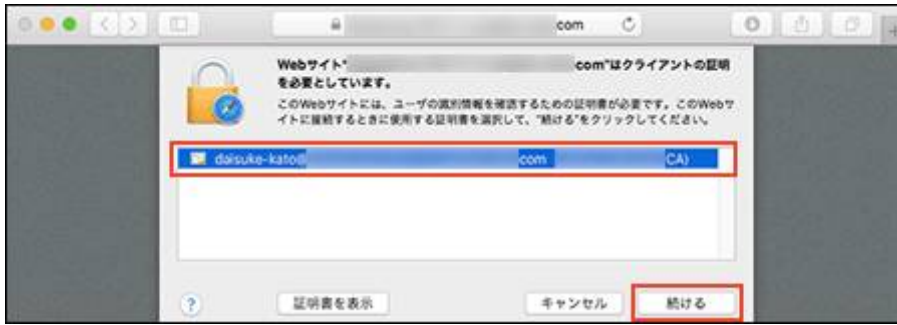 com
Webサイト" com"はクライアントの証明
を必要としています。
このWebサイトには、ユーザの識別情報を確認するための証明書が必要です。このWebサ
イトに接続するときに使用する証明書を選択して、"続ける"をクリックしてください。
daisuke-kato@ com CA)
? 証明書を表示 キャンセル 続ける